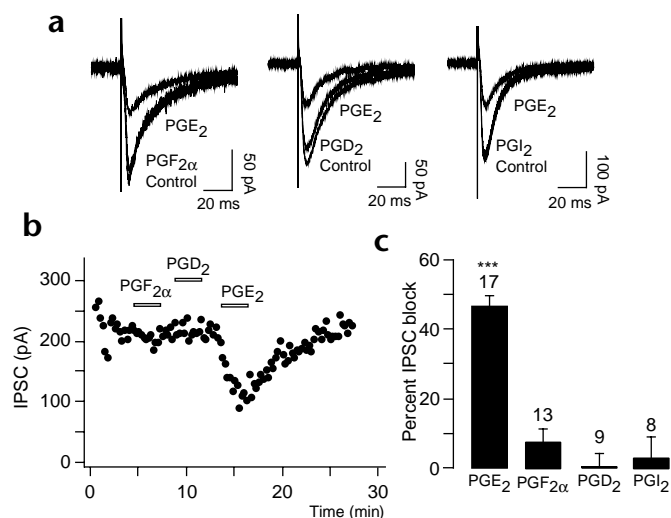 a
PGE₂
PGF₂α
Control
50 pA
20 ms
PGE₂
PGD₂
Control
50 pA
20 ms
PGE₂
PGI₂
Control
100 pA
20 ms
b
IPSC (pA)
300
200
100
0
PGF₂α
PGD₂
PGE₂
0
10
20
30
Time (min)
c
Percent IPSC block
60
40
20
0
***
17
13
9
8
PGE₂
PGF₂α
PGD₂
PGI₂